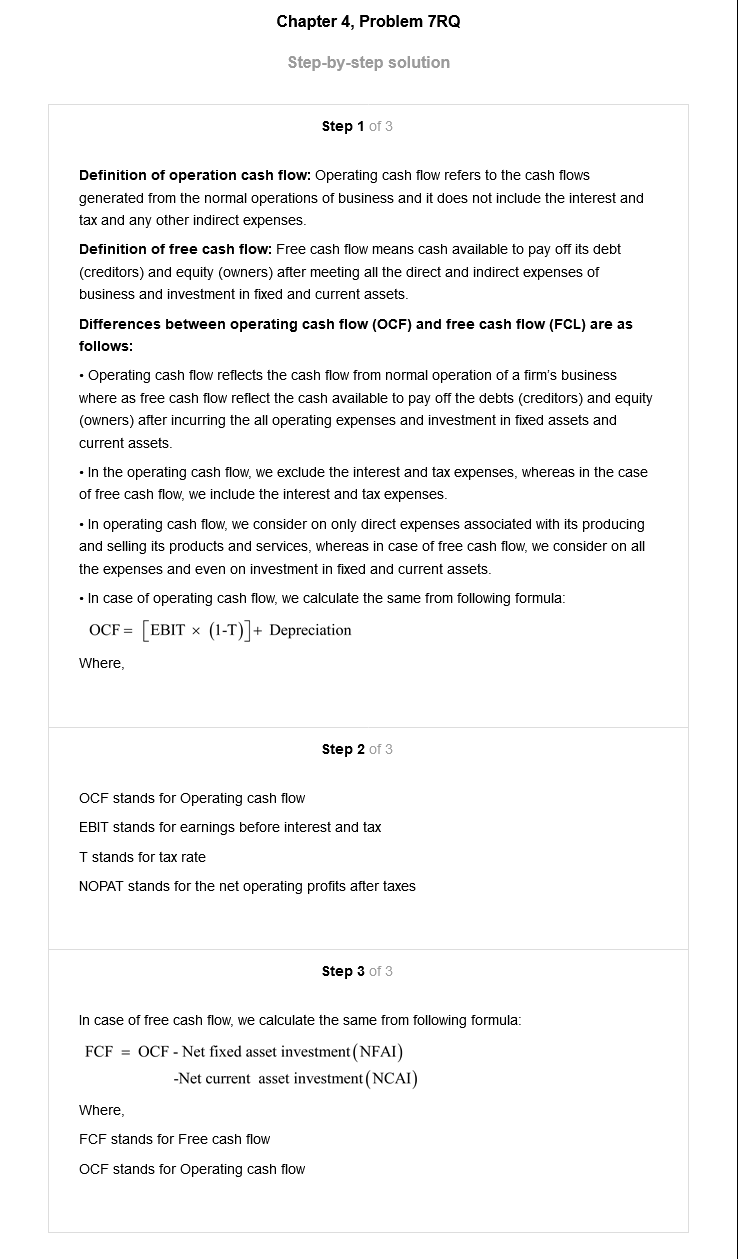 Chapter 4, Problem 7RQ
Step-by-step solution
Step 1 of 3
Definition of operation cash flow: Operating cash flow refers to the cash flows
generated from the normal operations of business and it does not include the interest and
tax and any other indirect expenses.
Definition of free cash flow: Free cash flow means cash available to pay off its debt
(creditors) and equity (owners) after meeting all the direct and indirect expenses of
business and investment in fixed and current assets.
Differences between operating cash flow (OCF) and free cash flow (FCL) are as
follows:
• Operating cash flow reflects the cash flow from normal operation of a firm's business
where as free cash flow reflect the cash available to pay off the debts (creditors) and equity
(owners) after incurring the all operating expenses and investment in fixed assets and
current assets.
• In the operating cash flow, we exclude the interest and tax expenses, whereas in the case
of free cash flow, we include the interest and tax expenses.
• In operating cash flow, we consider on only direct expenses associated with its producing
and selling its products and services, whereas in case of free cash flow, we consider on all
the expenses and even on investment in fixed and current assets.
• In case of operating cash flow, we calculate the same from following formula:
OCF = [EBIT × (1-T)]+ Depreciation
Where,
Step 2 of 3
OCF stands for Operating cash flow
EBIT stands for earnings before interest and tax
T stands for tax rate
NOPAT stands for the net operating profits after taxes
Step 3 of 3
In case of free cash flow, we calculate the same from following formula:
FCF = OCF - Net fixed asset investment(NFAI)
-Net current asset investment(NCAI)
Where,
FCF stands for Free cash flow
OCF stands for Operating cash flow